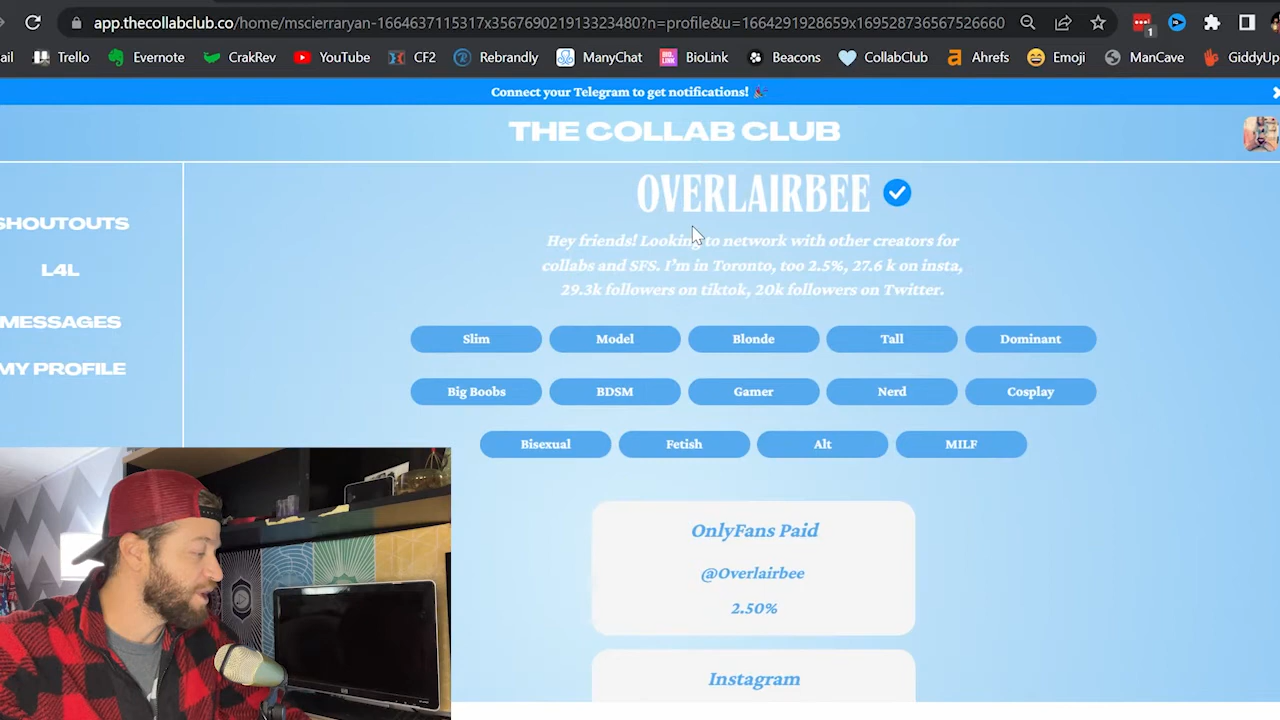 app.thecollabclub.co/home/mscierraryan-1664637115317x356769021913323480?n=profile&u=1664291928659x169528736567526660
1
ail Trello Evernote CrakRev YouTube CF2 Rebrandly ManyChat BioLink Beacons CollabClub Ahrefs Emoji ManCave GiddyUp
Connect your Telegram to get notifications! 🎉
THE COLLAB CLUB
SHOUTOUTS
L4L
MESSAGES
MY PROFILE
OVERLAIRBEE
Hey friends! Looking to network with other creators for
collabs and SFS. I'm in Toronto, too 2.5%, 27.6 k on insta,
29.3k followers on tiktok, 20k followers on Twitter.
Slim Model Blonde Tall Dominant
Big Boobs BDSM Gamer Nerd Cosplay
Bisexual Fetish Alt MILF
OnlyFans Paid
@Overlairbee
2.50%
Instagram